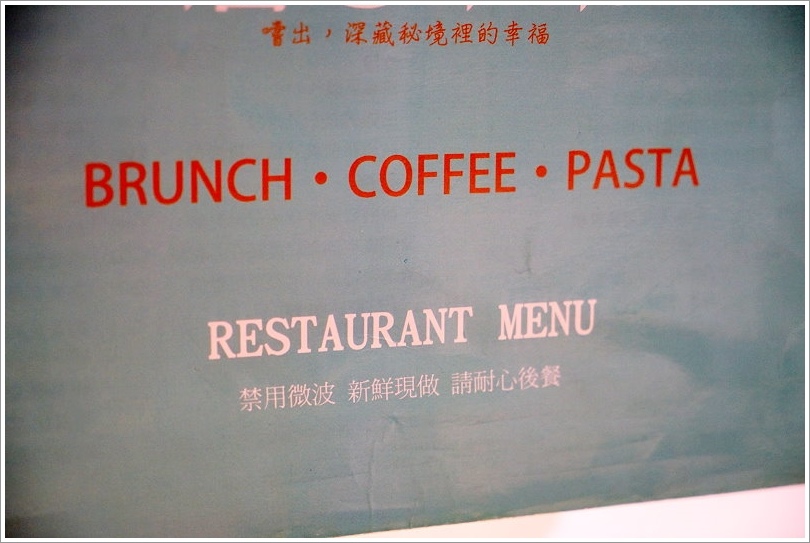 嚐出，深藏秘境裡的幸福
BRUNCH・COFFEE・PASTA
RESTAURANT MENU
禁用微波 新鮮現做 請耐心後餐